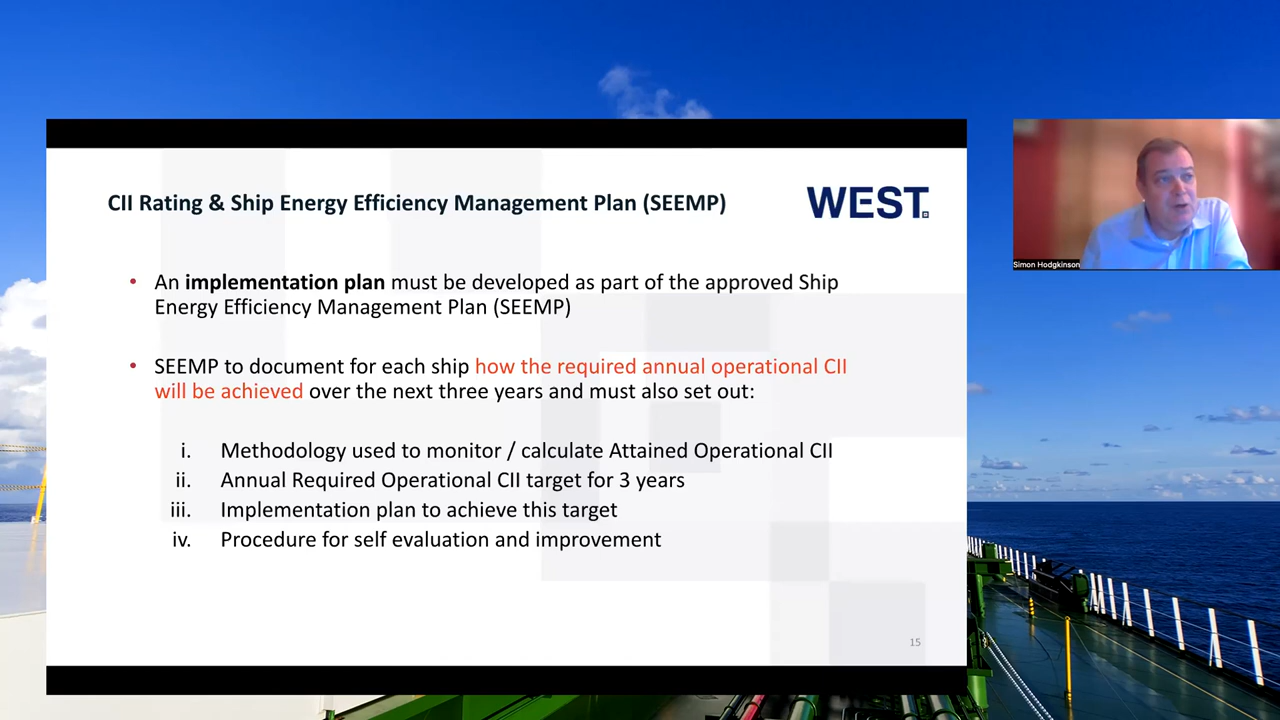 CII Rating & Ship Energy Efficiency Management Plan (SEEMP)
WEST.
• An implementation plan must be developed as part of the approved Ship
Energy Efficiency Management Plan (SEEMP)
• SEEMP to document for each ship how the required annual operational CII
will be achieved over the next three years and must also set out:
i. Methodology used to monitor / calculate Attained Operational CII
ii. Annual Required Operational CII target for 3 years
iii. Implementation plan to achieve this target
iv. Procedure for self evaluation and improvement
15
Simon Hodgkinson